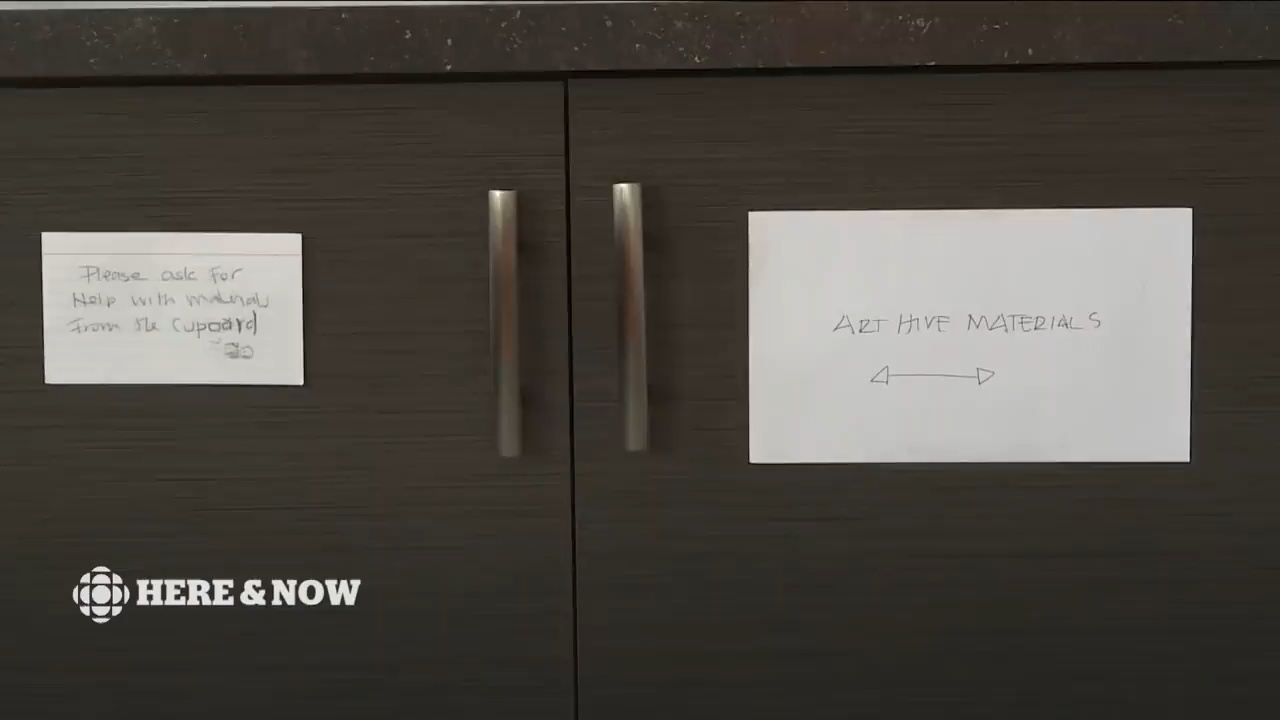 Please ask For
Help with materials
From the Cupboard
ART HIVE MATERIALS
HERE & NOW